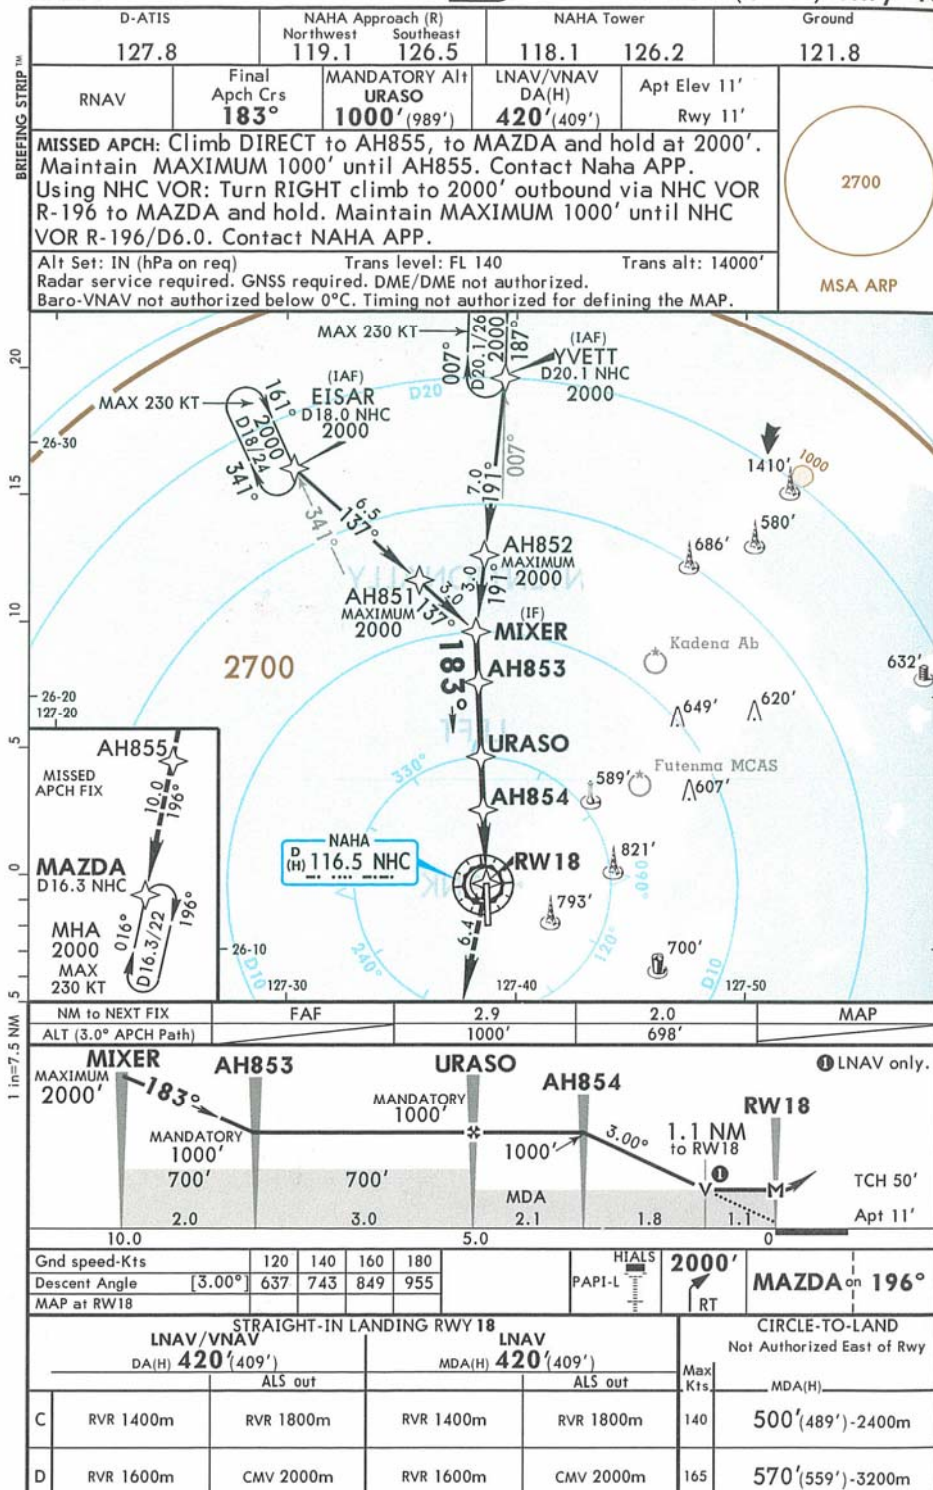 D-ATIS
127.8
NAHA Approach (R)
Northwest Southeast
119.1 126.5
NAHA Tower
118.1 126.2
Ground
121.8
BRIEFING STRIP™
RNAV
Final
Apch Crs
183°
MANDATORY Alt
URASO
1000'(989')
LNAV/VNAV
DA(H)
420'(409')
Apt Elev 11'
Rwy 11'
MISSED APCH: Climb DIRECT to AH855, to MAZDA and hold at 2000'.
Maintain MAXIMUM 1000' until AH855. Contact Naha APP.
Using NHC VOR: Turn RIGHT climb to 2000' outbound via NHC VOR
R-196 to MAZDA and hold. Maintain MAXIMUM 1000' until NHC
VOR R-196/D6.0. Contact NAHA APP.
Alt Set: IN (hPa on req) Trans level: FL 140 Trans alt: 14000'
Radar service required. GNSS required. DME/DME not authorized.
Baro-VNAV not authorized below 0°C. Timing not authorized for defining the MAP.
2700
MSA ARP
MAX 230 KT
007°
D20.1/26
2000
187°
(IAF)
YVETT
D20.1 NHC
2000
(IAF)
EISAR
D18.0 NHC
2000
MAX 230 KT
161°
2000
D18/24
341°
D20
20
26-30
15
341°
6.5
137°
7.0
191°
007°
1410'
1000
580'
686'
AH852
MAXIMUM
2000
3.0
191°
AH851
MAXIMUM
2000
3.0
137°
10
(IF)
MIXER
183°
AH853
2700
Kadena Ab
632'
26-20
127-20
649'
620'
5
URASO
330°
Futenma MCAS
589'
607'
AH854
AH855
MISSED
APCH FIX
10.0
196°
MAZDA
D16.3 NHC
MHA
2000
MAX
230 KT
016°
D16.3/22
196°
NAHA
D
(H) 116.5 NHC
RW18
821'
060°
793'
700'
0
6.4
240°
120°
D10
D10
26-10
127-30
127-40
127-50
5
1 in=7.5 NM
NM to NEXT FIX FAF 2.9 2.0 MAP
ALT (3.0° APCH Path) 1000' 698'
MIXER
MAXIMUM
2000'
183°
AH853
MANDATORY
1000'
URASO
MANDATORY
1000'
AH854
1000'
3.00°
1.1 NM
to RW18
1 LNAV only.
RW18
1
V
M
TCH 50'
Apt 11'
700' 700' MDA
2.0 3.0 2.1 1.8 1.1
10.0 5.0 0
Gnd speed-Kts 120 140 160 180
Descent Angle [3.00°] 637 743 849 955
MAP at RW18
HIALS
PAPI-L
2000'
RT
MAZDA on 196°
STRAIGHT-IN LANDING RWY 18
LNAV/VNAV
DA(H) 420'(409')
ALS out
LNAV
MDA(H) 420'(409')
ALS out
CIRCLE-TO-LAND
Not Authorized East of Rwy
Max
Kts
MDA(H)
C RVR 1400m RVR 1800m RVR 1400m RVR 1800m 140 500'(489')-2400m
D RVR 1600m CMV 2000m RVR 1600m CMV 2000m 165 570'(559')-3200m